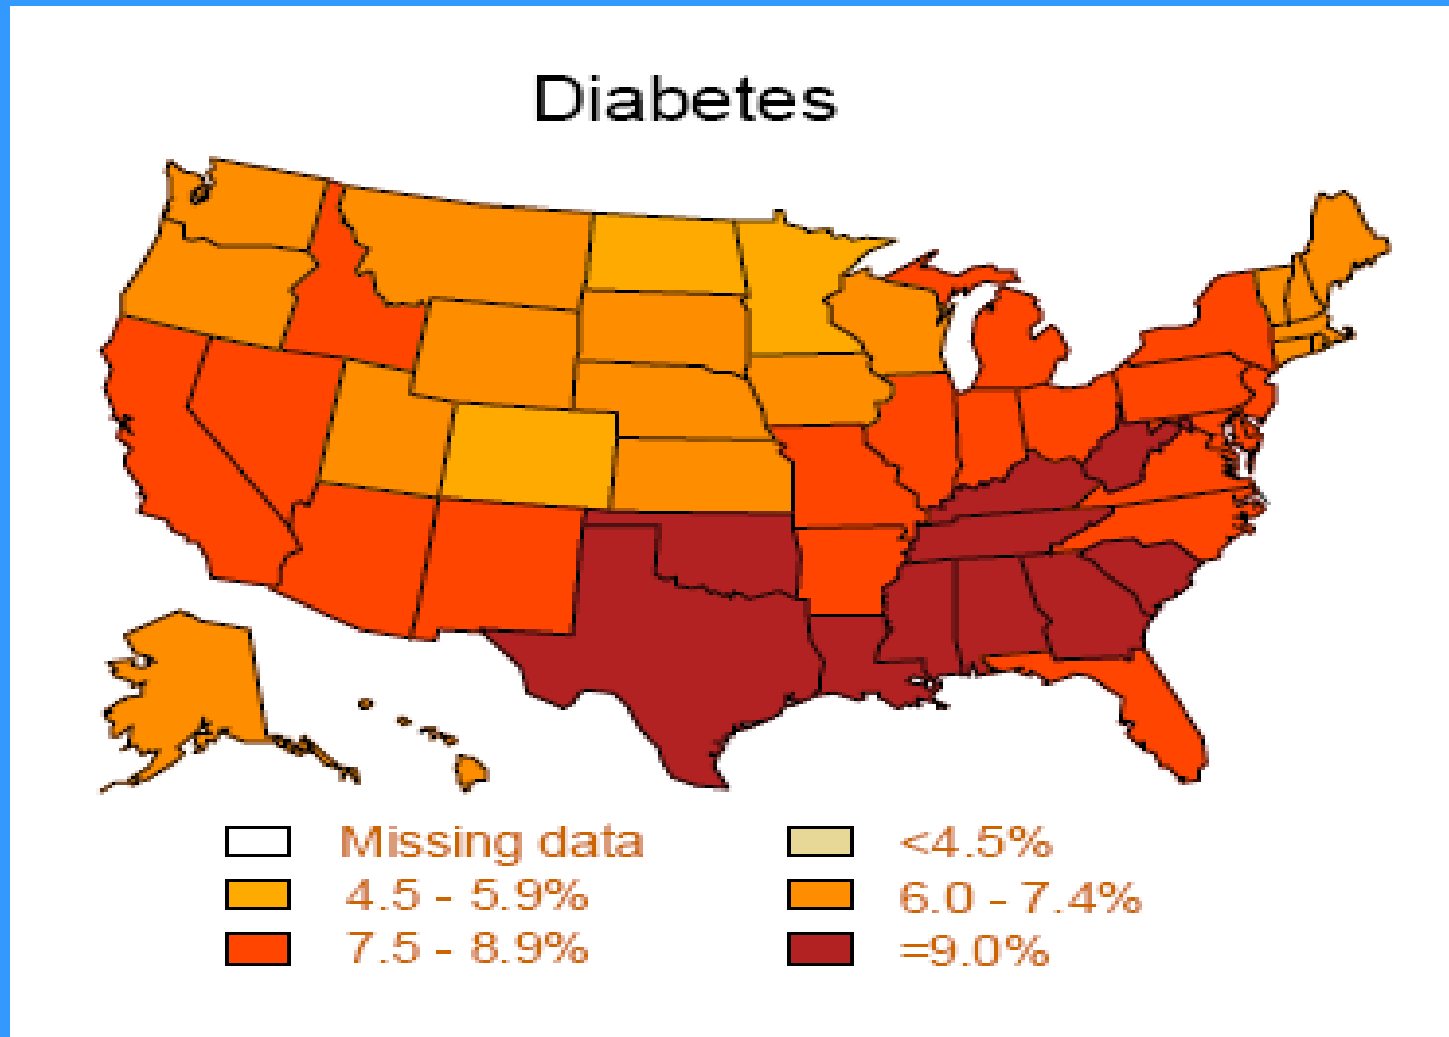 Diabetes
Missing data <4.5%
4.5 - 5.9% 6.0 - 7.4%
7.5 - 8.9% =9.0%